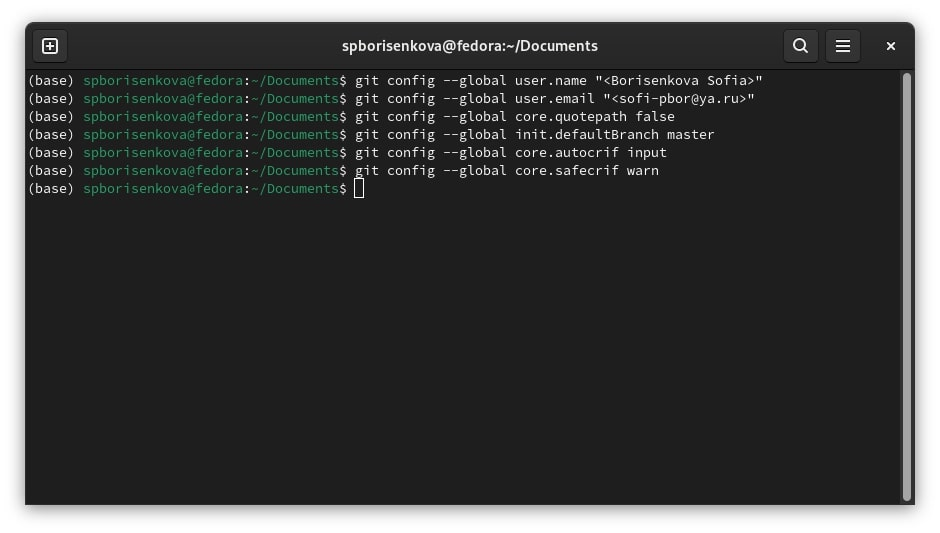 spborisenkova@fedora:~/Documents
(base) spborisenkova@fedora:~/Documents$ git config --global user.name "<Borisenkova Sofia>"
(base) spborisenkova@fedora:~/Documents$ git config --global user.email "<sofi-pbor@ya.ru>"
(base) spborisenkova@fedora:~/Documents$ git config --global core.quotepath false
(base) spborisenkova@fedora:~/Documents$ git config --global init.defaultBranch master
(base) spborisenkova@fedora:~/Documents$ git config --global core.autocrif input
(base) spborisenkova@fedora:~/Documents$ git config --global core.safecrif warn
(base) spborisenkova@fedora:~/Documents$